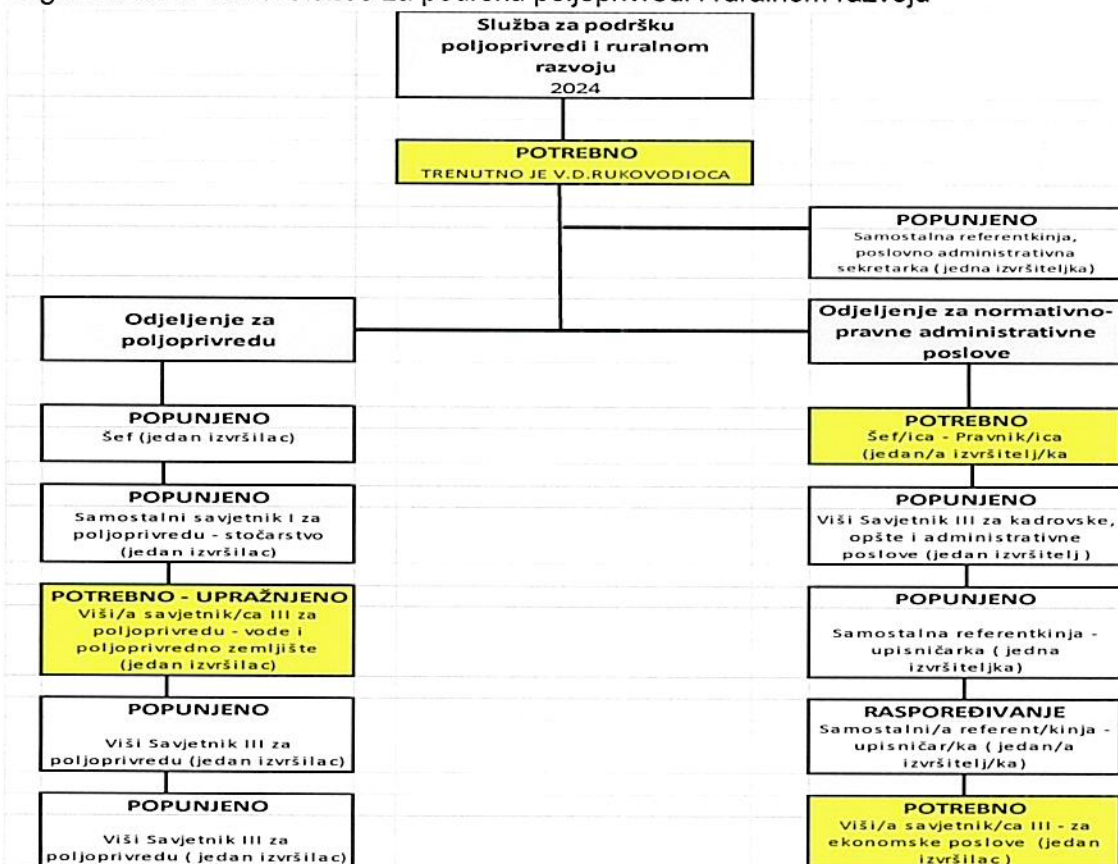 za podršku poljoprivredi i ruralnom razvoju
Služba za podršku
poljoprivredi i ruralnom
razvoju
2024
POTREBNO
TRENUTNO JE V.D.RUKOVODIOCA
POPUNJENO
Samostalna referentkinja,
poslovno administrativna
sekretarka (jedna izvršiteljka)
Odjeljenje za
poljoprivredu
POPUNJENO
Šef (jedan izvršilac)
POPUNJENO
Samostalni savjetnik I za
poljoprivredu - stočarstvo
(jedan izvršilac)
POTREBNO - UPRAŽNJENO
Viši/a savjetnik/ca III za
poljoprivredu - vode i
poljoprivredno zemljište
(jedan izvršilac)
POPUNJENO
Viši Savjetnik III za
poljoprivredu (jedan izvršilac)
POPUNJENO
Viši Savjetnik III za
poljoprivredu ( jedan izvršilac)
Odjeljenje za normativno-
pravne administrativne
poslove
POTREBNO
Šef/ica - Pravnik/ica
(jedan/a izvršitelj/ka
POPUNJENO
Viši Savjetnik III za kadrovske,
opšte i administrativne
poslove (jedan izvršitelj )
POPUNJENO
Samostalna referentkinja -
upisničarka ( jedna
izvršiteljka)
RASPOREĐIVANJE
Samostalni/a referent/kinja -
upisničar/ka ( jedan/a
izvršitelj/ka)
POTREBNO
Viši/a savjetnik/ca III - za
ekonomske poslove (jedan
izvršilac )